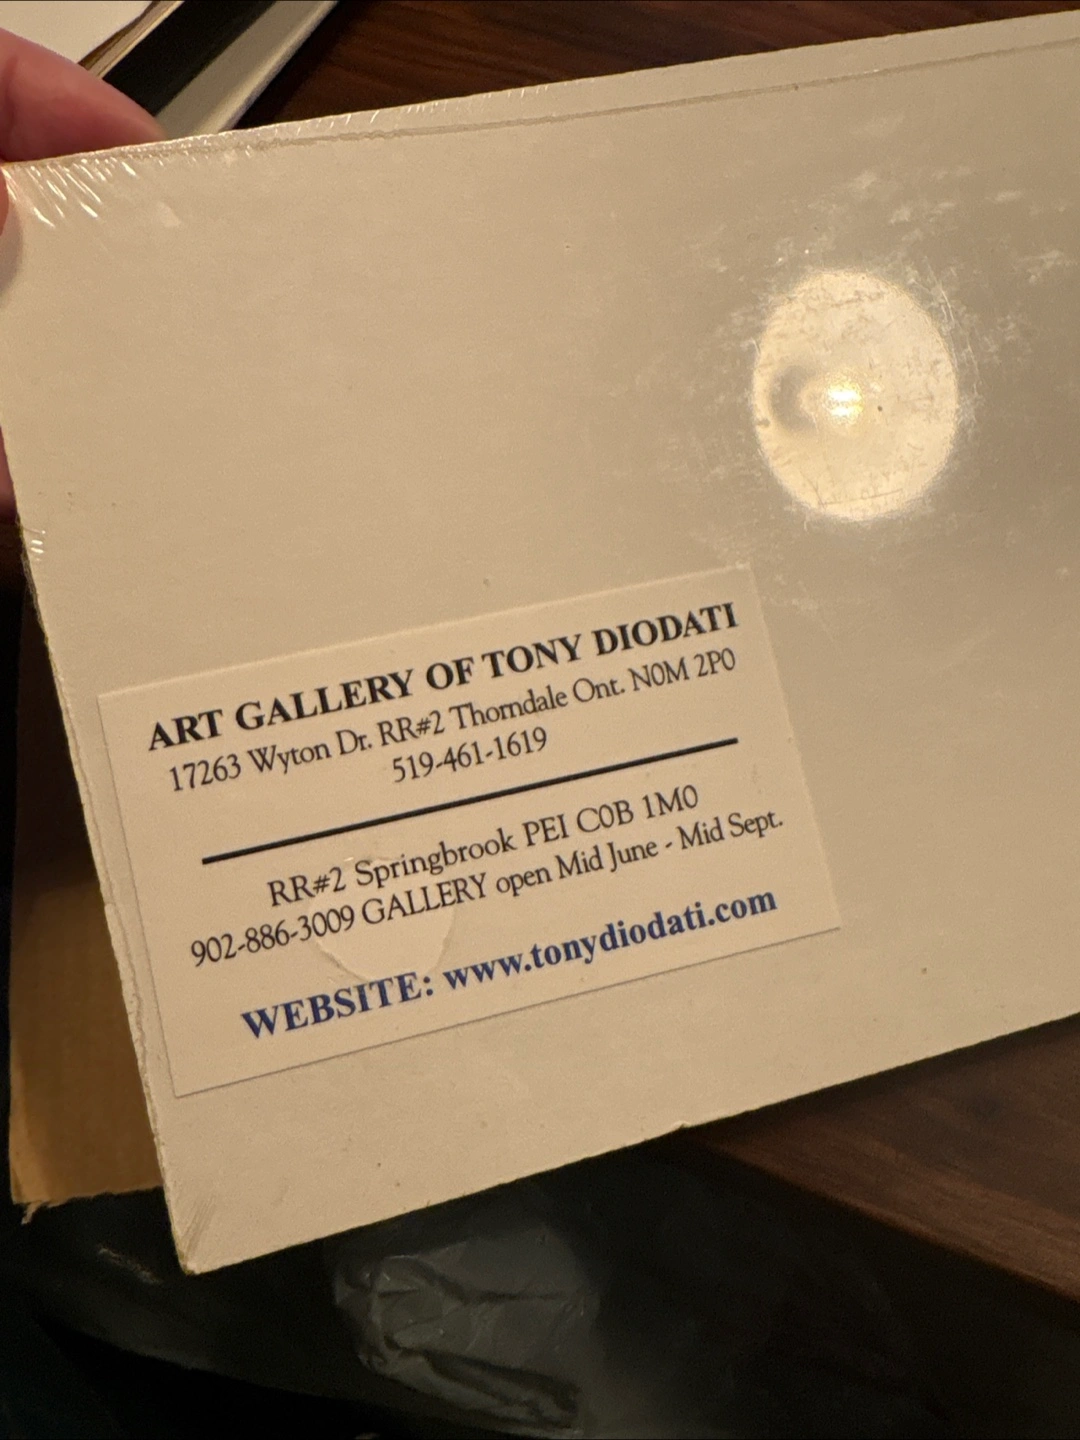 ART GALLERY OF TONY DIODATI
17263 Wyton Dr. RR#2 Thorndale Ont. N0M 2P0
519-461-1619
RR#2 Springbrook PEI C0B 1M0
902-886-3009 GALLERY open Mid June - Mid Sept.
WEBSITE: www.tonydiodati.com